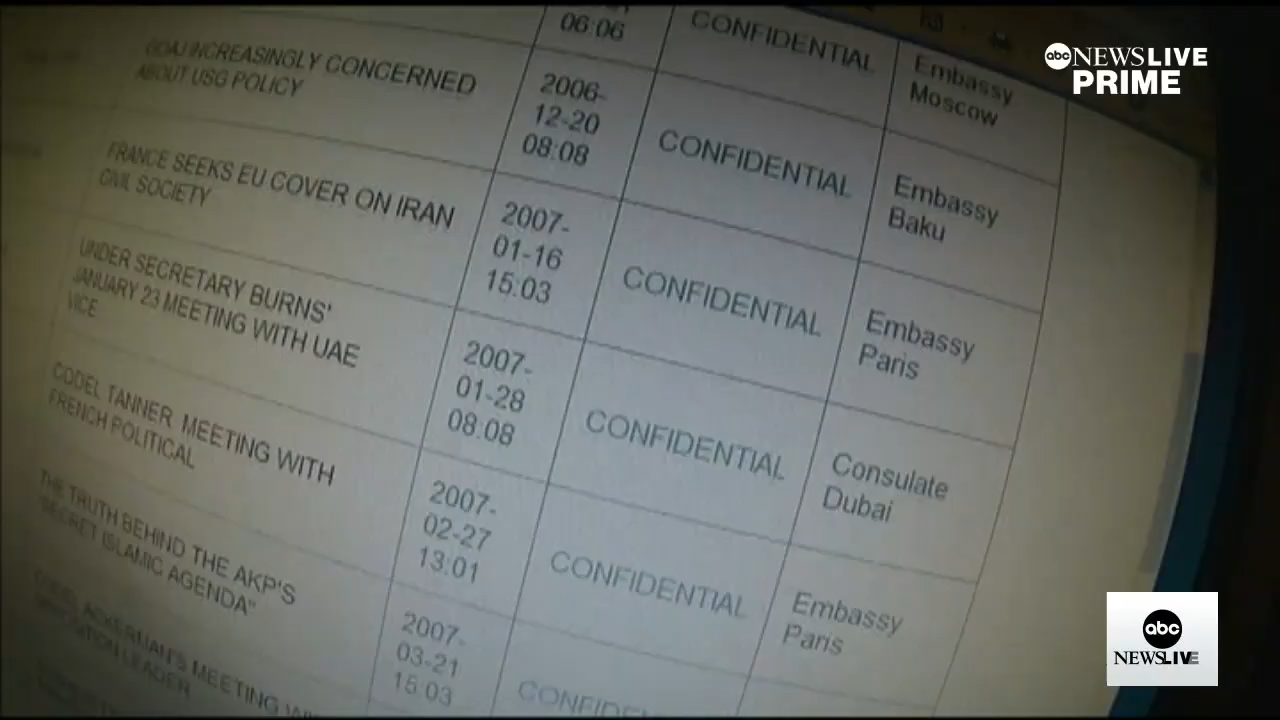 06:06
CONFIDENTIAL
Embassy
Moscow
INCREASINGLY CONCERNED
ABOUT USG POLICY
2006-
12-20
08:08
CONFIDENTIAL
Embassy
Baku
FRANCE SEEKS EU COVER ON IRAN
CIVIL SOCIETY
2007-
01-16
15:03
CONFIDENTIAL
Embassy
Paris
UNDER SECRETARY BURNS'
JANUARY 23 MEETING WITH UAE
VICE
2007-
01-28
08:08
CONFIDENTIAL
Consulate
Dubai
CODEL TANNER MEETING WITH
FRENCH POLITICAL
2007-
02-27
13:01
CONFIDENTIAL
Embassy
Paris
THE TRUTH BEHIND THE AKP'S
SECRET ISLAMIC AGENDA"
2007-
03-21
15:03
ACKERMAN'S MEETING
LEADER
abc NEWS LIVE
PRIME
abc
NEWS LIVE